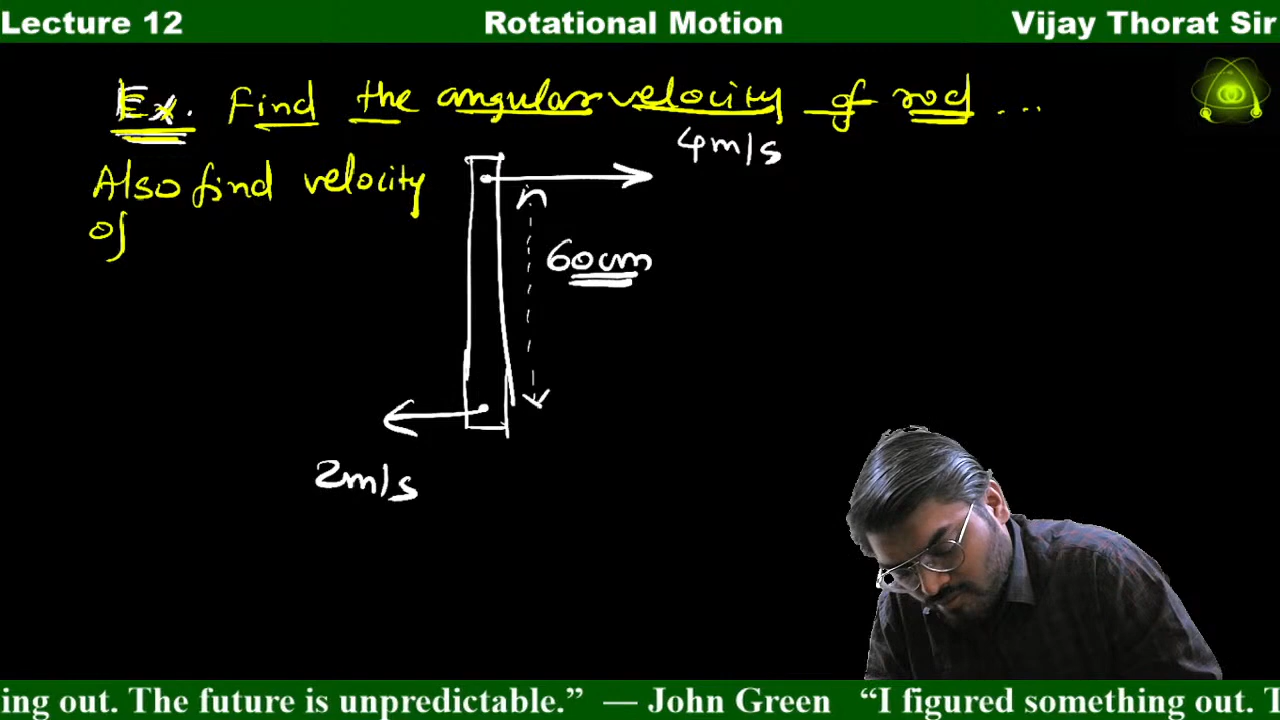 Lecture 12 Rotational Motion Vijay Thorat Sir
Ex. Find the angular velocity of rod ...
4m/s
Also find velocity
of
60cm
2m/s
ing out. The future is unpredictable.” — John Green “I figured something out. T